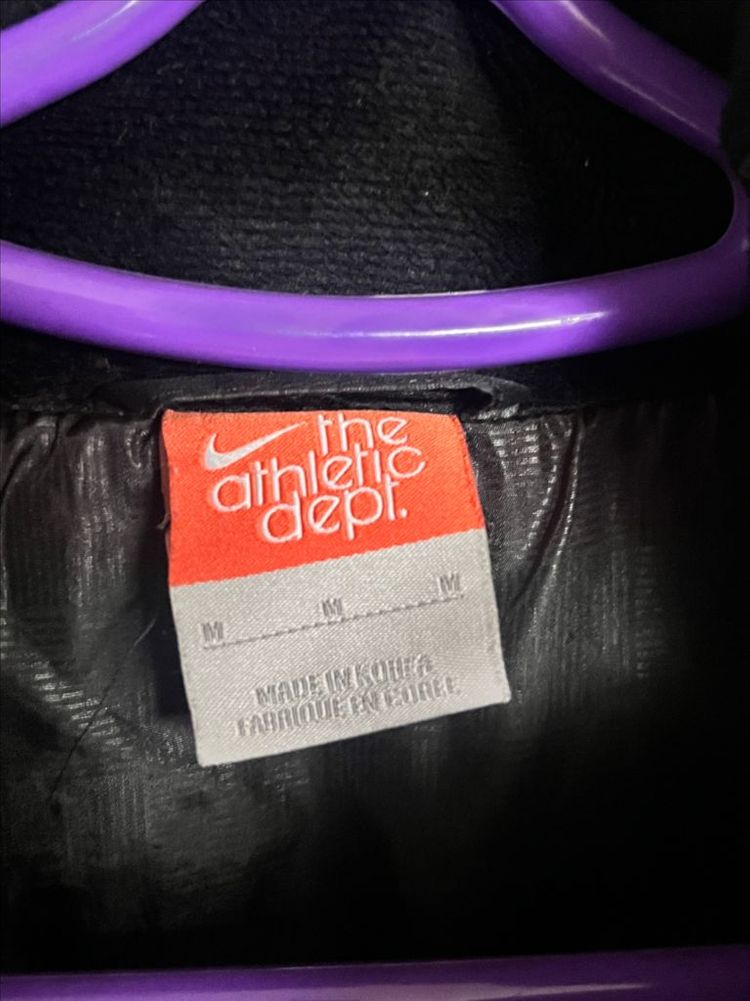 the
athletic
dept.
M M M
MADE IN KOREA
FABRIQUE EN COREE